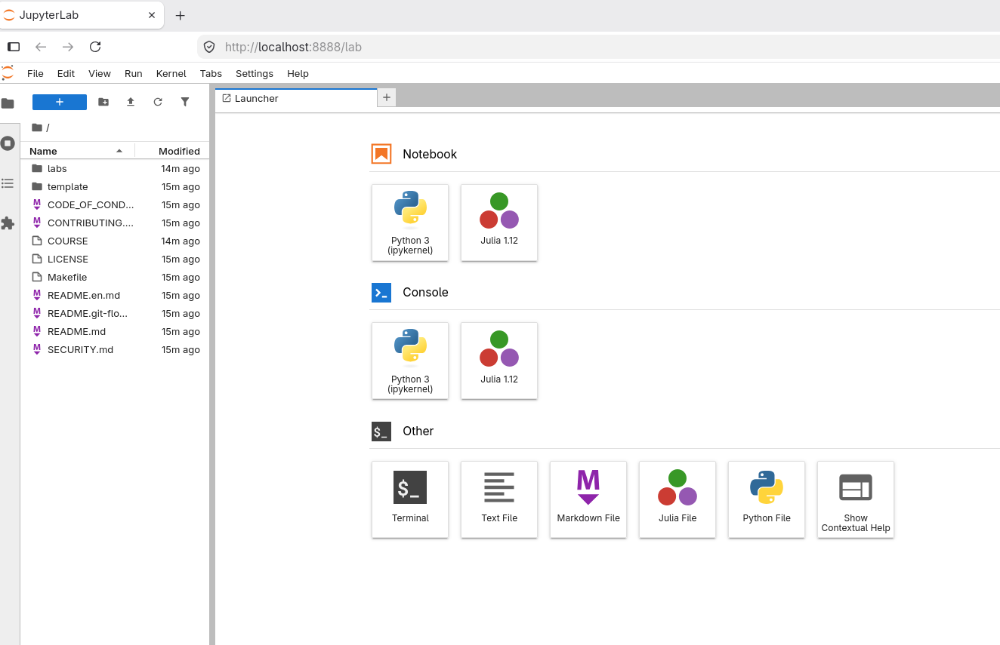 JupyterLab
http://localhost:8888/lab
File Edit View Run Kernel Tabs Settings Help
Launcher
/
Name Modified
labs 14m ago
template 15m ago
CODE_OF_COND... 15m ago
CONTRIBUTING.... 15m ago
COURSE 14m ago
LICENSE 15m ago
Makefile 15m ago
README.en.md 15m ago
README.git-flo... 15m ago
README.md 15m ago
SECURITY.md 15m ago
Notebook
Python 3
(ipykernel)
Julia 1.12
Console
Python 3
(ipykernel)
Julia 1.12
$_ Other
$_
Terminal
Text File
M
Markdown File
Julia File
Python File
Show
Contextual Help